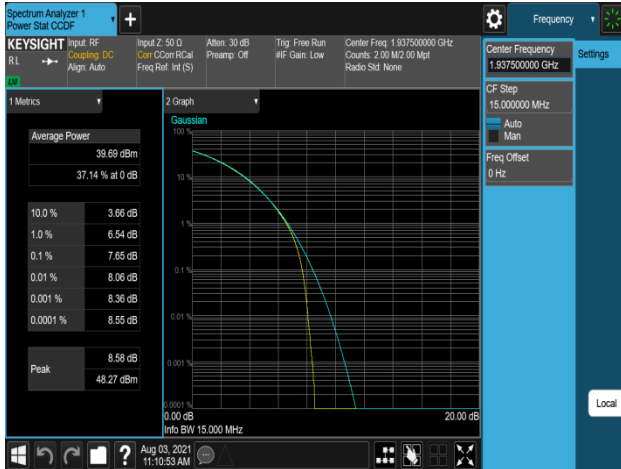 Spectrum Analyzer 1
Power Stat CCDF
+
Frequency
KEYSIGHT
RL
LXI
Input: RF
Coupling: DC
Align: Auto
Input Z: 50 Ω
Corr CCorr RCal
Freq Ref: Int (S)
Atten: 30 dB
Preamp: Off
Trig: Free Run
#IF Gain: Low
Center Freq: 1.937500000 GHz
Counts: 2.00 M/2.00 Mpt
Radio Std: None
Center Frequency
1.937500000 GHz
Settings
CF Step
15.000000 MHz
Auto
Man
Freq Offset
0 Hz
1 Metrics
Average Power
39.69 dBm
37.14 % at 0 dB
10.0 % 3.66 dB
1.0 % 6.54 dB
0.1 % 7.65 dB
0.01 % 8.06 dB
0.001 % 8.36 dB
0.0001 % 8.55 dB
Peak
8.58 dB
48.27 dBm
2 Graph
Gaussian
100 %
10 %
1 %
0.1 %
0.01 %
0.001 %
0.0001 %
0.00 dB 20.00 dB
Info BW 15.000 MHz
Local
?
Aug 03, 2021
11:10:53 AM